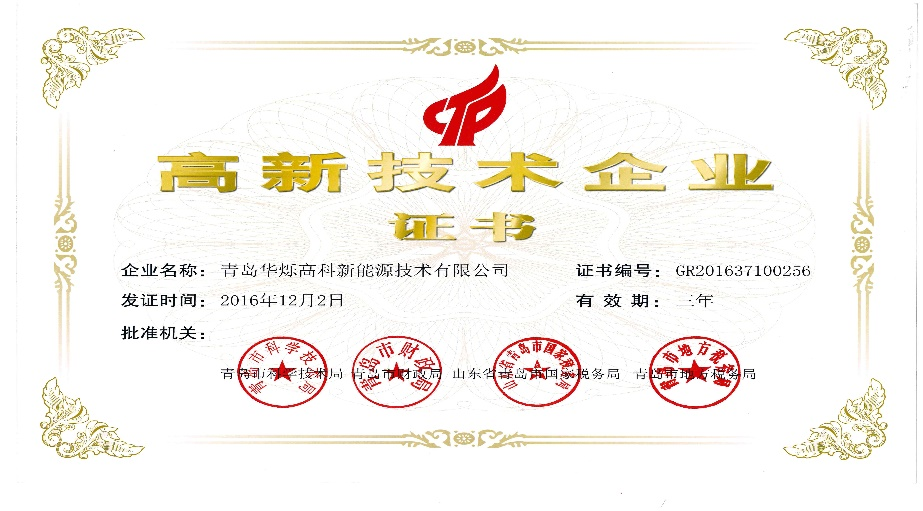 高新技术企业
证书
企业名称：青岛华烁高科新能源技术有限公司 证书编号：GR201637100256
发证时间：2016年12月2日 有效期：三年
批准机关：
青岛市科学技术局 青岛市财政局 山东省青岛市国家税务局 青岛市地方税务局